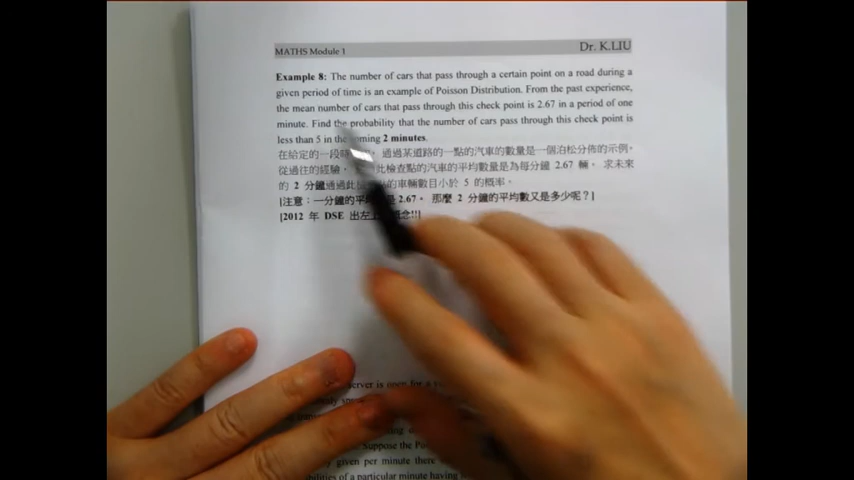 MATHS Module 1
Dr. K.LIU
Example 8: The number of cars that pass through a certain point on a road during a
given period of time is an example of Poisson Distribution. From the past experience,
the mean number of cars that pass through this check point is 2.67 in a period of one
minute. Find the probability that the number of cars pass through this check point is
less than 5 in the coming 2 minutes.
在給定的一段時 通過某道路的一點的汽車的數量是一個泊松分佈的示例。
從過往的經驗， 此檢查點的汽車的平均數量是為每分鐘 2.67 輛。 求未來
的 2 分鐘通過此 的車輛數目小於 5 的概率。
[注意：一分鐘的平 是 2.67。 那麼 2 分鐘的平均數又是多少呢？]
[2012 年 DSE 出左 概念!!!]
server is open for a
Suppose the Po
given per minute there
of a particular minute having